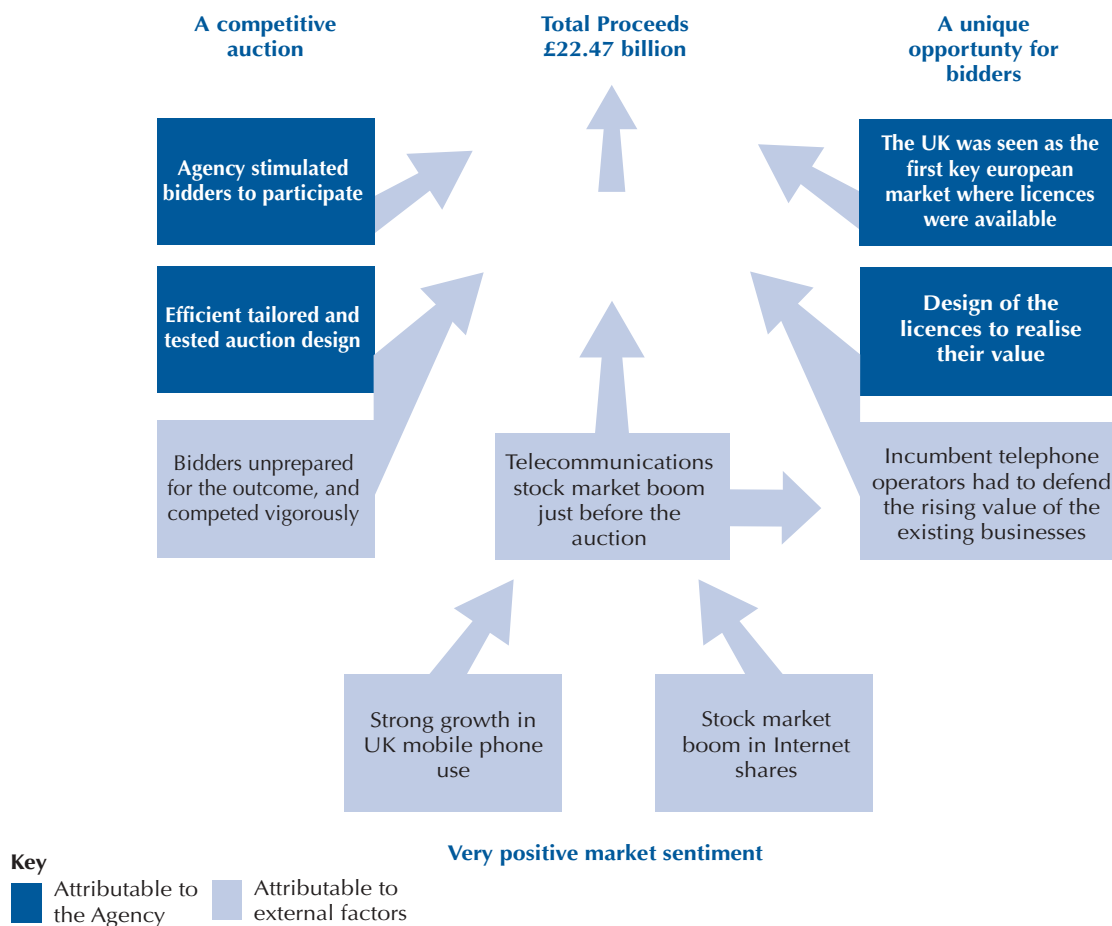 A competitive
auction
Total Proceeds
£22.47 billion
A unique
opportunty for
bidders
Agency stimulated
bidders to participate
The UK was seen as the
first key european
market where licences
were available
Efficient tailored and
tested auction design
Design of the
licences to realise
their value
Bidders unprepared
for the outcome, and
competed vigorously
Telecommunications
stock market boom
just before the
auction
Incumbent telephone
operators had to defend
the rising value of the
existing businesses
Strong growth in
UK mobile phone
use
Stock market
boom in Internet
shares
Very positive market sentiment
Key
Attributable to
the Agency
Attributable to
external factors